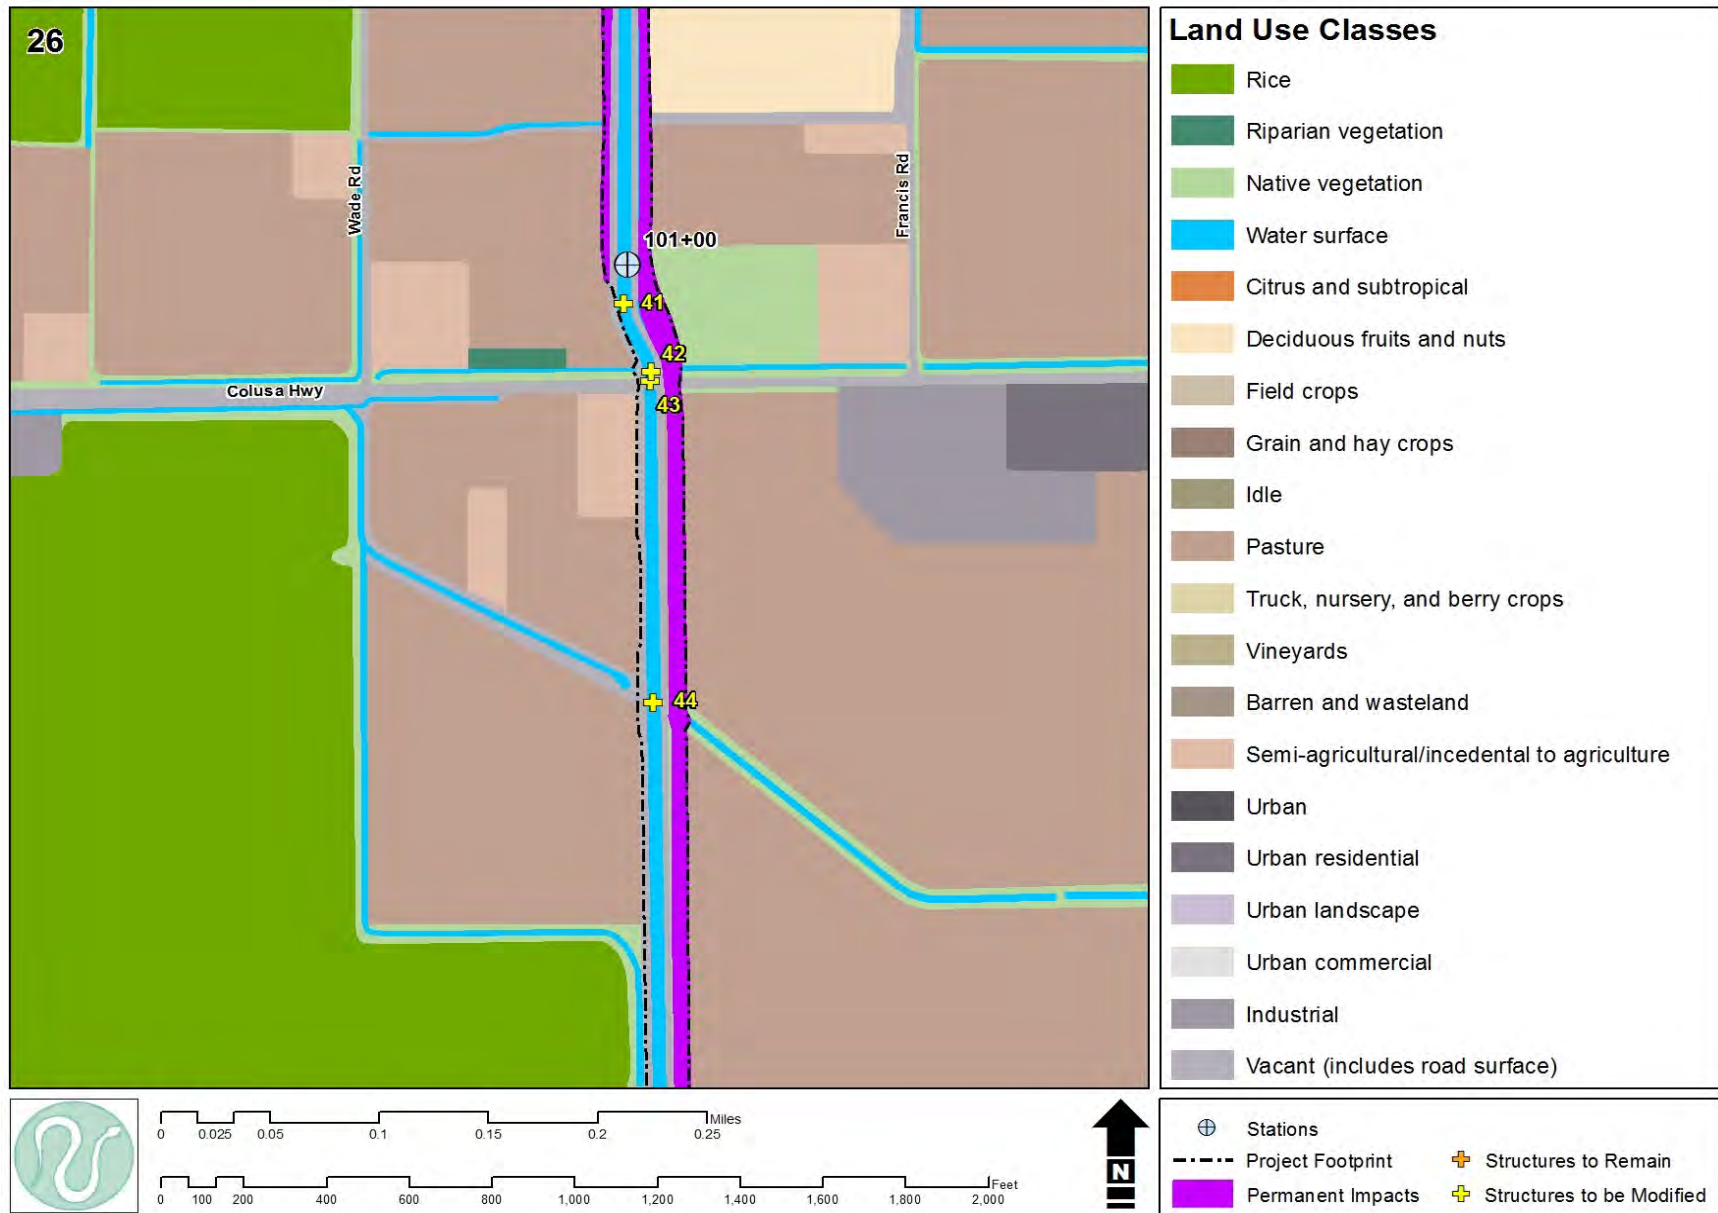 26
Wade Rd
Francis Rd
101+00
41
42
Colusa Hwy
43
44
Land Use Classes
Rice
Riparian vegetation
Native vegetation
Water surface
Citrus and subtropical
Deciduous fruits and nuts
Field crops
Grain and hay crops
Idle
Pasture
Truck, nursery, and berry crops
Vineyards
Barren and wasteland
Semi-agricultural/incedental to agriculture
Urban
Urban residential
Urban landscape
Urban commercial
Industrial
Vacant (includes road surface)
Miles
0 0.025 0.05 0.1 0.15 0.2 0.25
Feet
0 100 200 400 600 800 1,000 1,200 1,400 1,600 1,800 2,000
N
Stations
Project Footprint
Structures to Remain
Permanent Impacts
Structures to be Modified